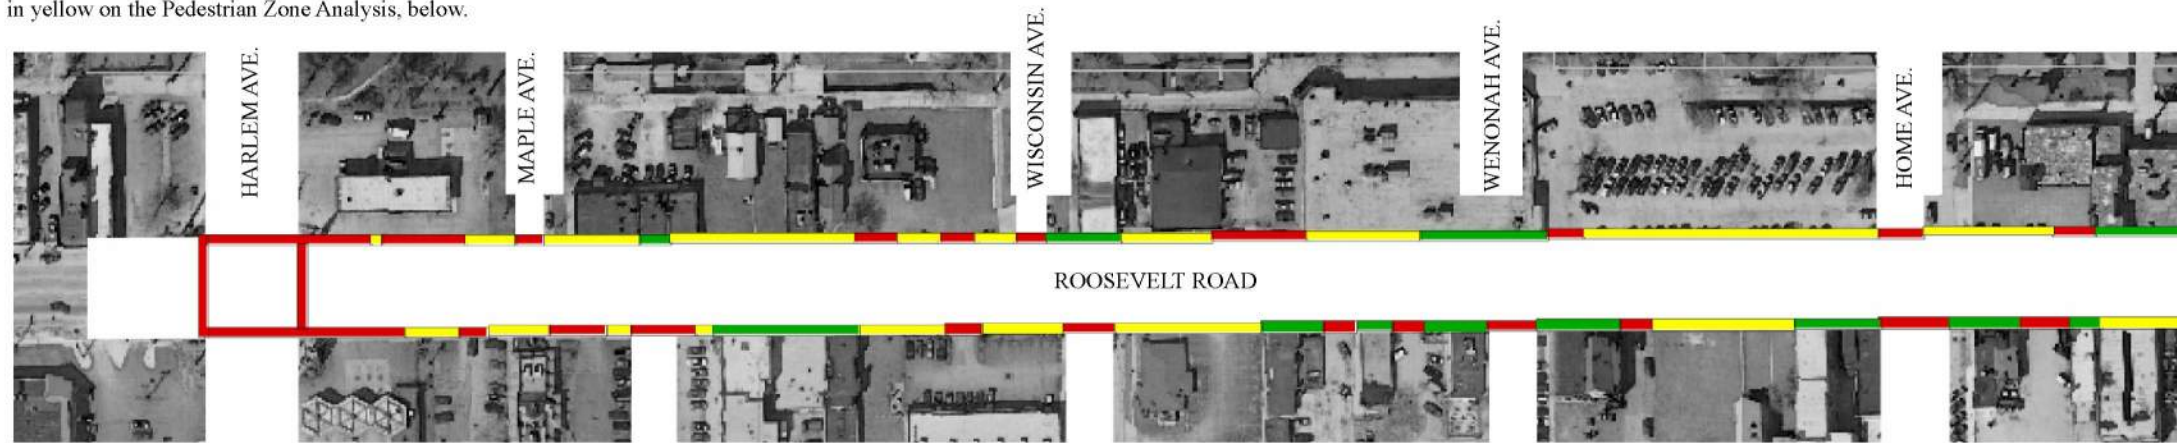 in yellow on the Pedestrian Zone Analysis, below.
HARLEM AVE.
MAPLE AVE.
WISCONSIN AVE.
WENONAH AVE.
HOME AVE.
ROOSEVELT ROAD